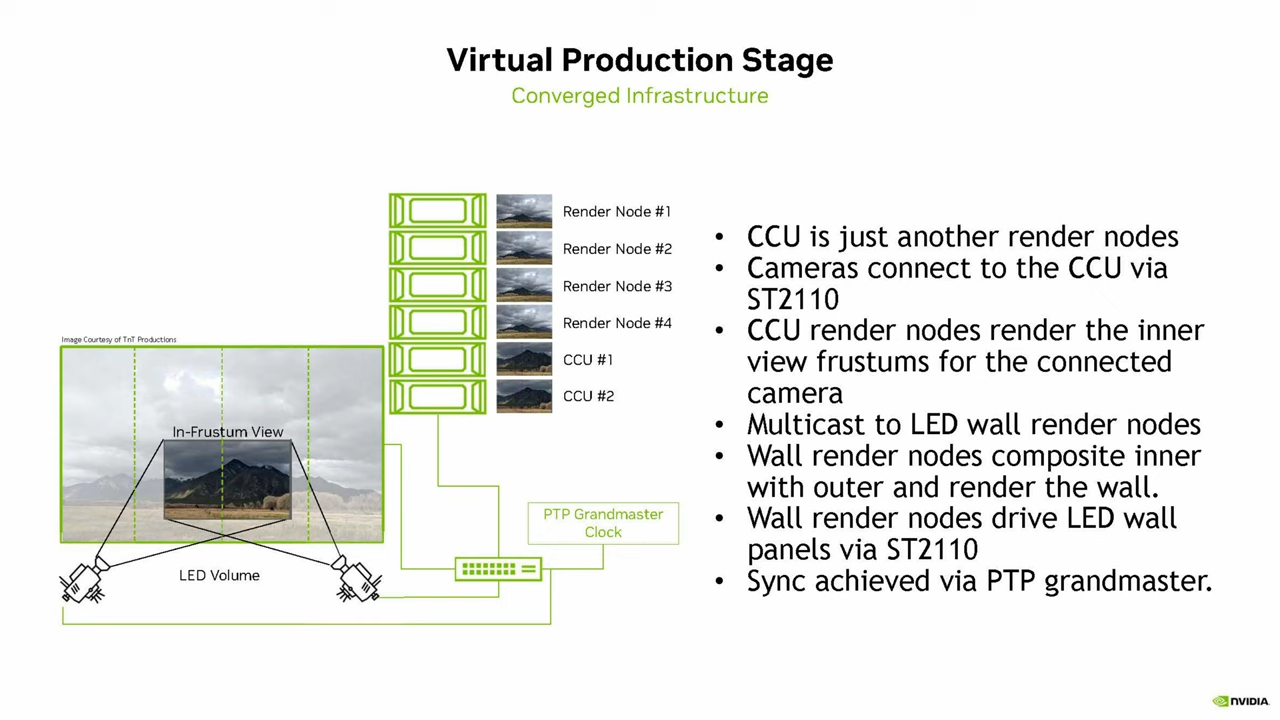 Virtual Production Stage
Converged Infrastructure
Render Node #1
Render Node #2
Render Node #3
Render Node #4
CCU #1
CCU #2
Image Courtesy of TnT Productions
In-Frustum View
LED Volume
PTP Grandmaster
Clock
• CCU is just another render nodes
• Cameras connect to the CCU via
ST2110
• CCU render nodes render the inner
view frustums for the connected
camera
• Multicast to LED wall render nodes
• Wall render nodes composite inner
with outer and render the wall.
• Wall render nodes drive LED wall
panels via ST2110
• Sync achieved via PTP grandmaster.
NVIDIA.